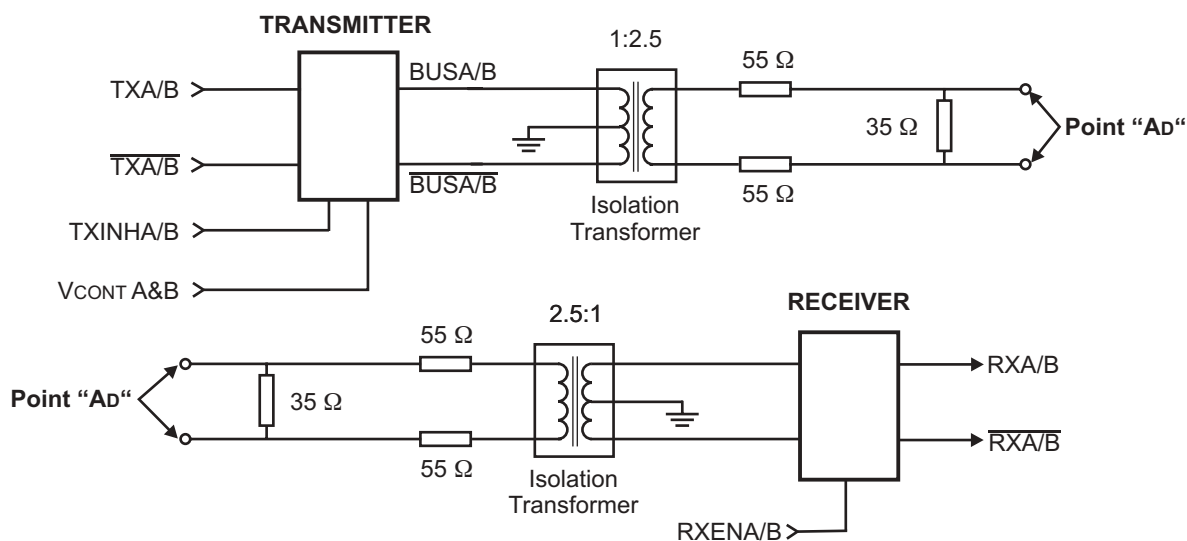 TRANSMITTER
1:2.5
55 Ω
BUSA/B
TXA/B
35 Ω
Point “AD“
TXA/B
BUSA/B
55 Ω
Isolation
Transformer
TXINHA/B
VCONT A&B
RECEIVER
2.5:1
55 Ω
RXA/B
Point “AD“
35 Ω
RXA/B
55 Ω
Isolation
Transformer
RXENA/B